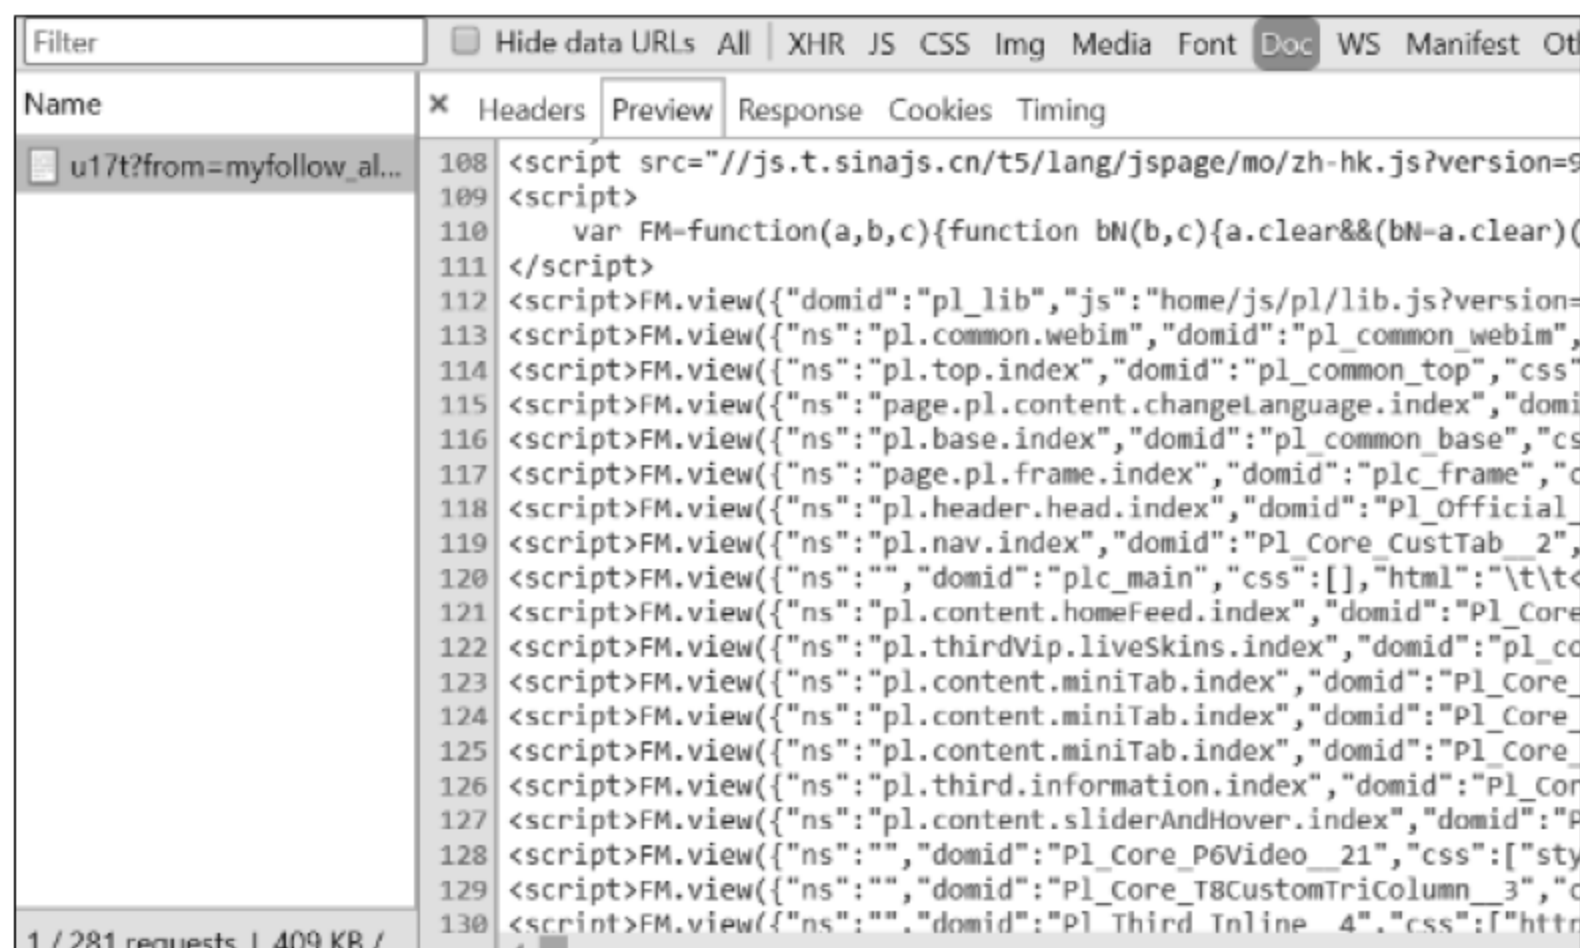 Filter
Hide data URLs All XHR JS CSS Img Media Font Doc WS Manifest Oth
Name
× Headers Preview Response Cookies Timing
u17t?from=myfollow_al...
108 <script src="//js.t.sinajs.cn/t5/lang/jspage/mo/zh-hk.js?version=9
109 <script>
110 var FM=function(a,b,c){function bN(b,c){a.clear&&(bN=a.clear)(
111 </script>
112 <script>FM.view({"domid":"pl_lib","js":"home/js/pl/lib.js?version=
113 <script>FM.view({"ns":"pl.common.webim","domid":"pl_common_webim",
114 <script>FM.view({"ns":"pl.top.index","domid":"pl_common_top","css"
115 <script>FM.view({"ns":"page.pl.content.changeLanguage.index","domi
116 <script>FM.view({"ns":"pl.base.index","domid":"pl_common_base","cs
117 <script>FM.view({"ns":"page.pl.frame.index","domid":"plc_frame","c
118 <script>FM.view({"ns":"pl.header.head.index","domid":"Pl_Official_
119 <script>FM.view({"ns":"pl.nav.index","domid":"Pl_Core_CustTab__2",
120 <script>FM.view({"ns":"","domid":"plc_main","css":[],"html":"\t\t<
121 <script>FM.view({"ns":"pl.content.homeFeed.index","domid":"Pl_Core
122 <script>FM.view({"ns":"pl.thirdVip.liveSkins.index","domid":"pl_co
123 <script>FM.view({"ns":"pl.content.miniTab.index","domid":"Pl_Core_
124 <script>FM.view({"ns":"pl.content.miniTab.index","domid":"Pl_Core_
125 <script>FM.view({"ns":"pl.content.miniTab.index","domid":"Pl_Core_
126 <script>FM.view({"ns":"pl.third.information.index","domid":"Pl_Cor
127 <script>FM.view({"ns":"pl.content.sliderAndHover.index","domid":"P
128 <script>FM.view({"ns":"","domid":"Pl_Core_P6Video__21","css":["sty
129 <script>FM.view({"ns":"","domid":"Pl_Core_T8CustomTriColumn__3","c
130 <script>FM.view({"ns":"","domid":"Pl_Third_Inline__4","css":["http
1 / 281 requests | 409 KB /